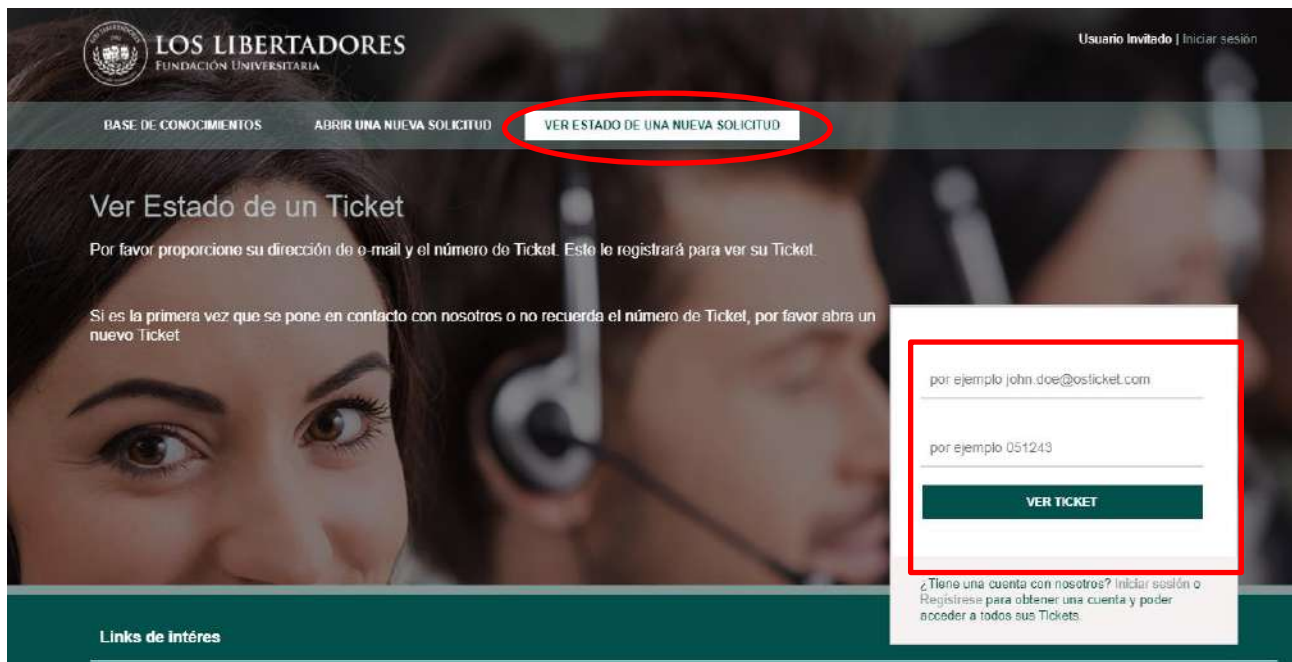 LOS LIBERTADORES
FUNDACIÓN UNIVERSITARIA
Usuario Invitado | Iniciar sesión
BASE DE CONOCIMIENTOS
ABRIR UNA NUEVA SOLICITUD
VER ESTADO DE UNA NUEVA SOLICITUD
Ver Estado de un Ticket
Por favor proporcione su dirección de e-mail y el número de Ticket. Este le registrará para ver su Ticket.
Si es la primera vez que se pone en contacto con nosotros o no recuerda el número de Ticket, por favor abra un
nuevo Ticket
por ejemplo john.doe@osticket.com
por ejemplo 051243
VER TICKET
¿Tiene una cuenta con nosotros? Iniciar sesión o
Regístrese para obtener una cuenta y poder
acceder a todos sus Tickets.
Links de intéres